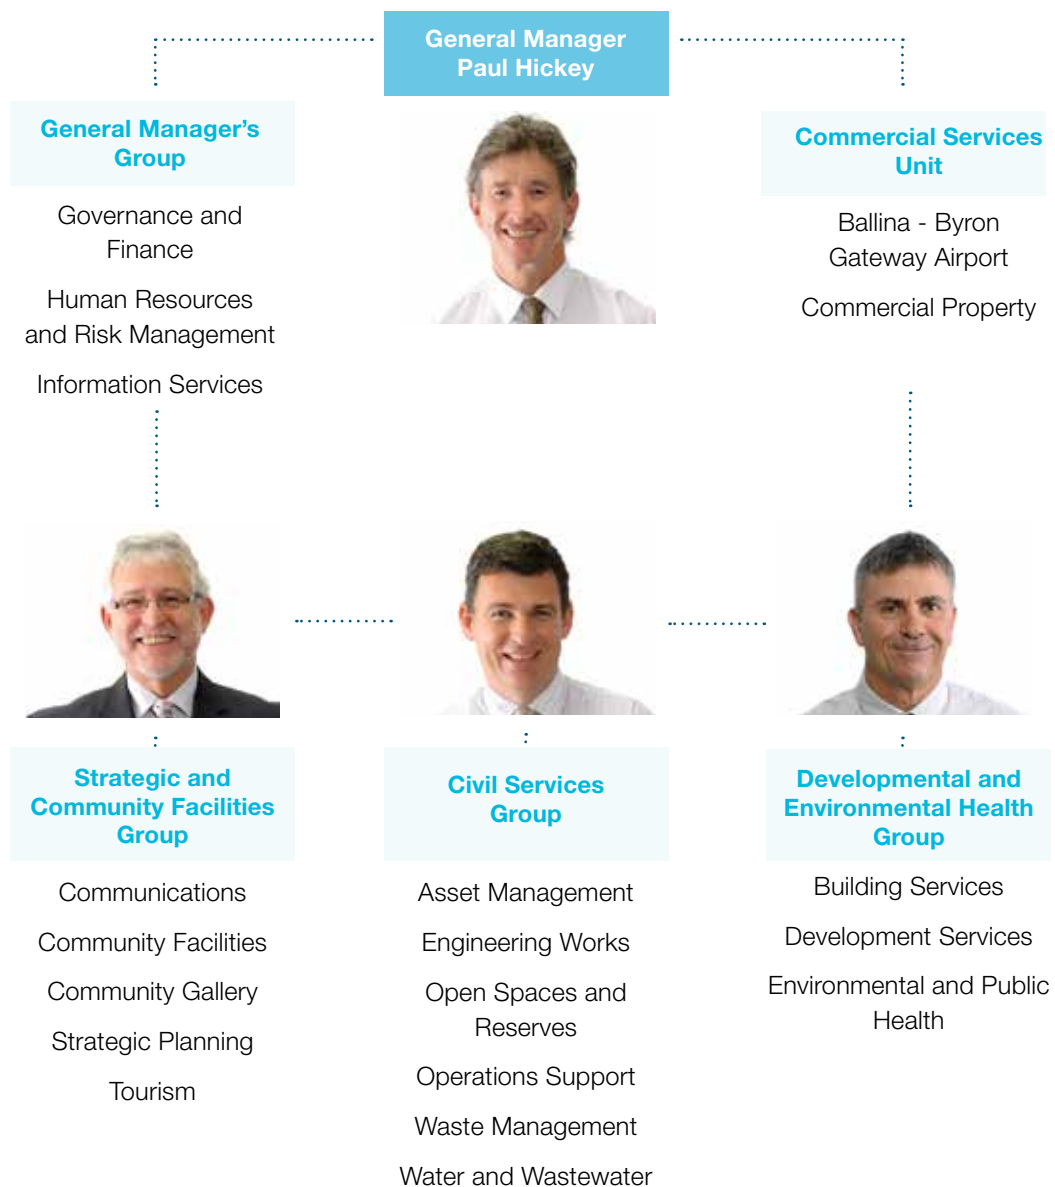 General Manager
Paul Hickey
General Manager's
Group
Governance and
Finance
Human Resources
and Risk Management
Information Services
Commercial Services
Unit
Ballina - Byron
Gateway Airport
Commercial Property
Strategic and
Community Facilities
Group
Communications
Community Facilities
Community Gallery
Strategic Planning
Tourism
Civil Services
Group
Asset Management
Engineering Works
Open Spaces and
Reserves
Operations Support
Waste Management
Water and Wastewater
Developmental and
Environmental Health
Group
Building Services
Development Services
Environmental and Public
Health